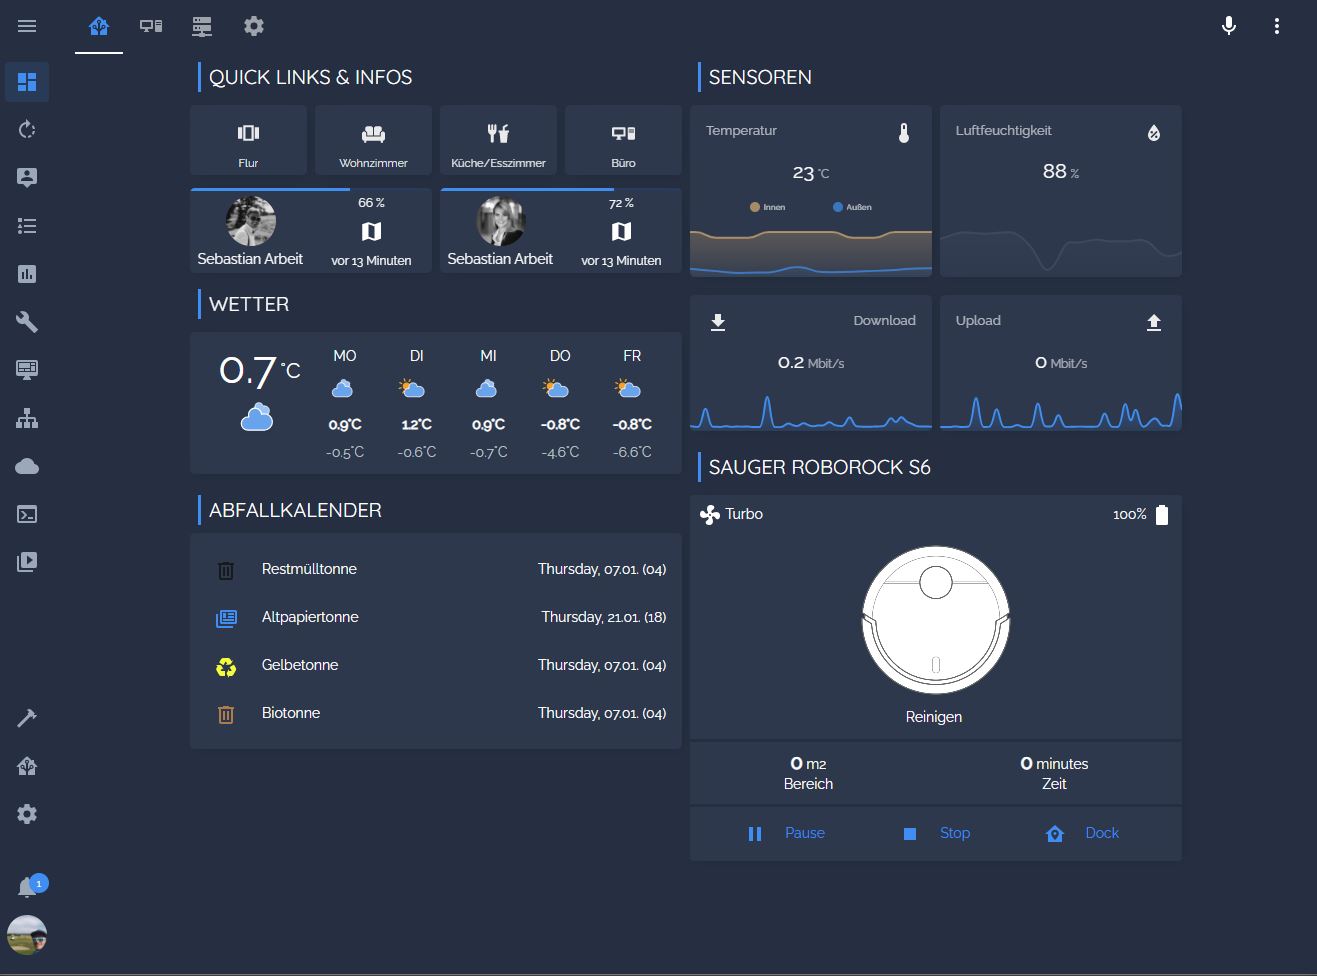 QUICK LINKS & INFOS
Flur
Wohnzimmer
Küche/Esszimmer
Büro
66 %
Sebastian Arbeit
vor 13 Minuten
72 %
Sebastian Arbeit
vor 13 Minuten
WETTER
0.7 °C
MO DI MI DO FR
0.9°C 1.2°C 0.9°C -0.8°C -0.8°C
-0.5°C -0.6°C -0.7°C -4.6°C -6.6°C
ABFALLKALENDER
Restmülltonne Thursday, 07.01. (04)
Altpapiertonne Thursday, 21.01. (18)
Gelbetonne Thursday, 07.01. (04)
Biotonne Thursday, 07.01. (04)
SENSOREN
Temperatur
23 °C
Innen Außen
Luftfeuchtigkeit
88 %
Download
0.2 Mbit/s
Upload
0 Mbit/s
SAUGER ROBOROCK S6
Turbo 100%
Reinigen
0 m2
Bereich
0 minutes
Zeit
Pause Stop Dock
1